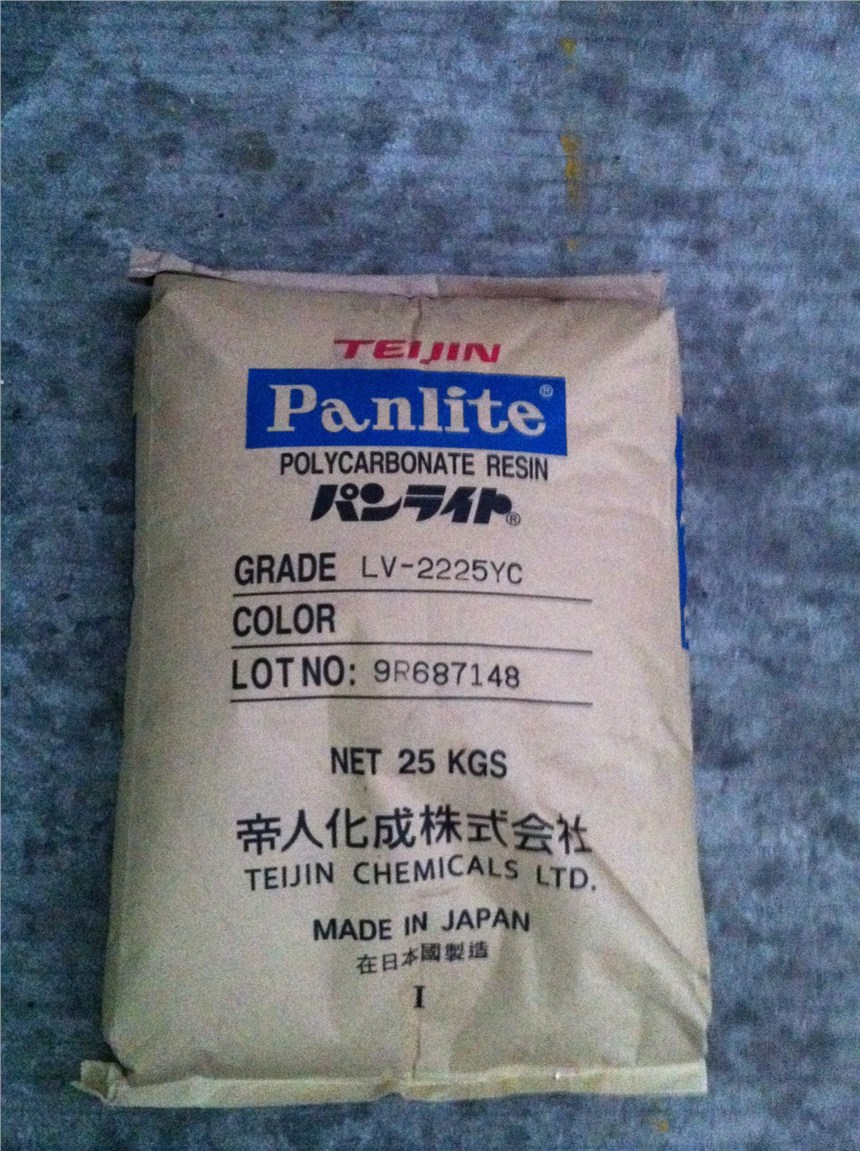 TEIJIN
Panlite®
POLYCARBONATE RESIN
パンライト®
GRADE LV-2225YC
COLOR
LOT NO: 9R687148
NET 25 KGS
帝人化成株式会社
TEIJIN CHEMICALS LTD.
MADE IN JAPAN
在日本國製造
I